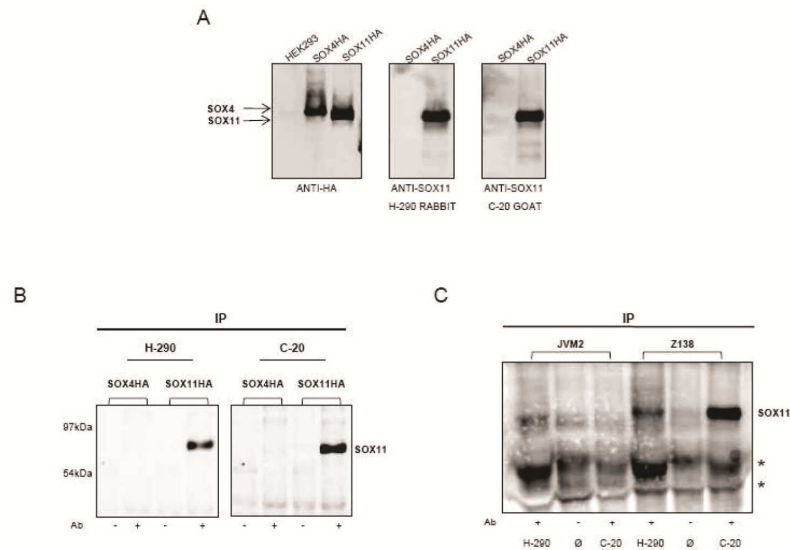 A
HEK293 SOX4HA SOX11HA SOX4HA SOX11HA SOX4HA SOX11HA
SOX4
SOX11
ANTI-HA ANTI-SOX11 ANTI-SOX11
H-290 RABBIT C-20 GOAT
B
IP
H-290 C-20
SOX4HA SOX11HA SOX4HA SOX11HA
97kDa
54kDa
SOX11
Ab - + - + - + - +
C
IP
JVM2 Z138
SOX11
*
*
Ab + - + + - +
H-290 Ø C-20 H-290 Ø C-20